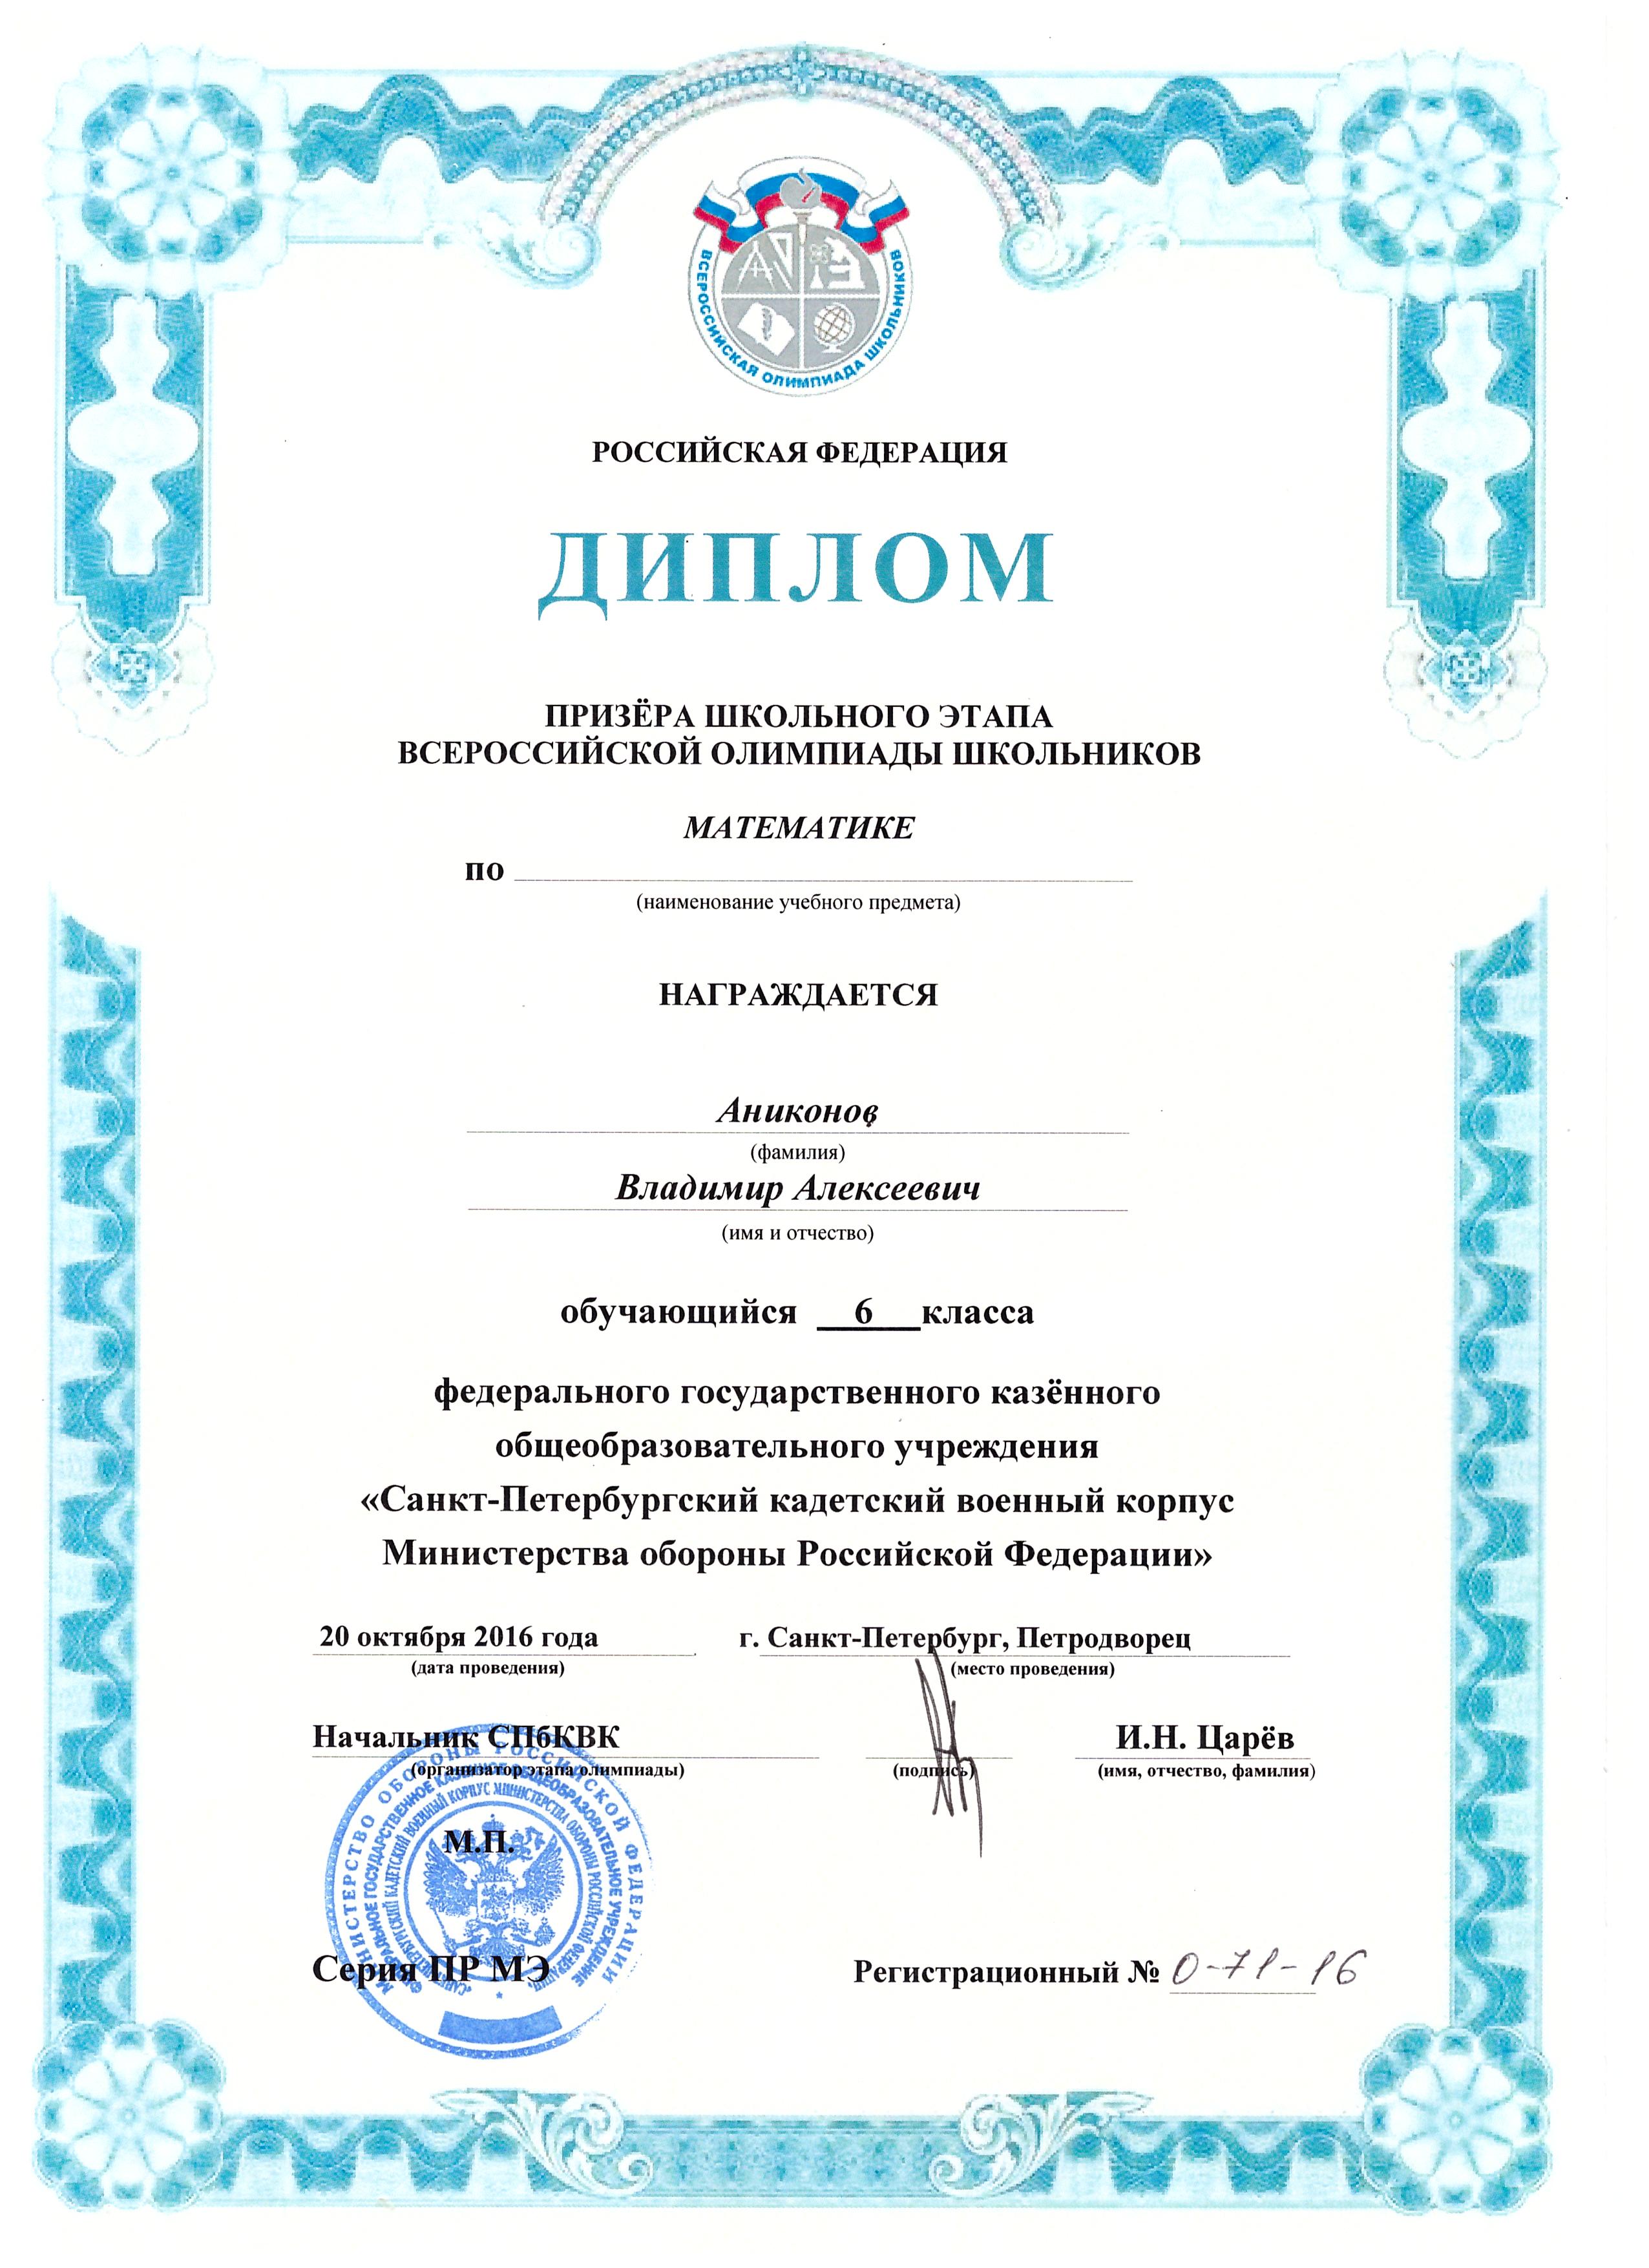 ВСЕРОССИЙСКАЯ ОЛИМПИАДА ШКОЛЬНИКОВ
РОССИЙСКАЯ ФЕДЕРАЦИЯ
ДИПЛОМ
ПРИЗЁРА ШКОЛЬНОГО ЭТАПА
ВСЕРОССИЙСКОЙ ОЛИМПИАДЫ ШКОЛЬНИКОВ
МАТЕМАТИКЕ
по
(наименование учебного предмета)
НАГРАЖДАЕТСЯ
Аниконов
(фамилия)
Владимир Алексеевич
(имя и отчество)
обучающийся 6 класса
федерального государственного казённого
общеобразовательного учреждения
«Санкт-Петербургский кадетский военный корпус
Министерства обороны Российской Федерации»
20 октября 2016 года г. Санкт-Петербург, Петродворец
(дата проведения) (место проведения)
Начальник СПбКВК И.Н. Царёв
(организатор этапа олимпиады) (подпись) (имя, отчество, фамилия)
М.П.
МИНИСТЕРСТВО ОБОРОНЫ РОССИЙСКОЙ ФЕДЕРАЦИИ
ФЕДЕРАЛЬНОЕ ГОСУДАРСТВЕННОЕ КАЗЕННОЕ ОБЩЕОБРАЗОВАТЕЛЬНОЕ УЧРЕЖДЕНИЕ
«САНКТ-ПЕТЕРБУРГСКИЙ КАДЕТСКИЙ ВОЕННЫЙ КОРПУС МИНИСТЕРСТВА ОБОРОНЫ РОССИЙСКОЙ ФЕДЕРАЦИИ»
Серия ПР МЭ Регистрационный № 0-71-16